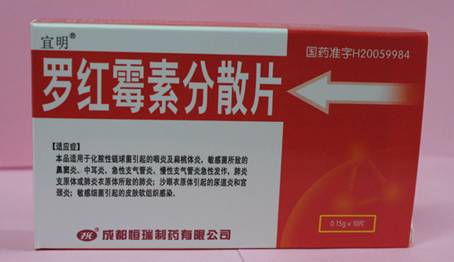 宜明®
国药准字H20059984
罗红霉素分散片
【适应症】
本品适用于化脓性链球菌引起的咽炎及扁桃体炎，敏感菌所致的
鼻窦炎、中耳炎、急性支气管炎、慢性支气管炎急性发作，肺炎
支原体或肺炎衣原体所致的肺炎；沙眼衣原体引起的尿道炎和宫
颈炎；敏感细菌引起的皮肤软组织感染。
0.15g×10片
成都恒瑞制药有限公司